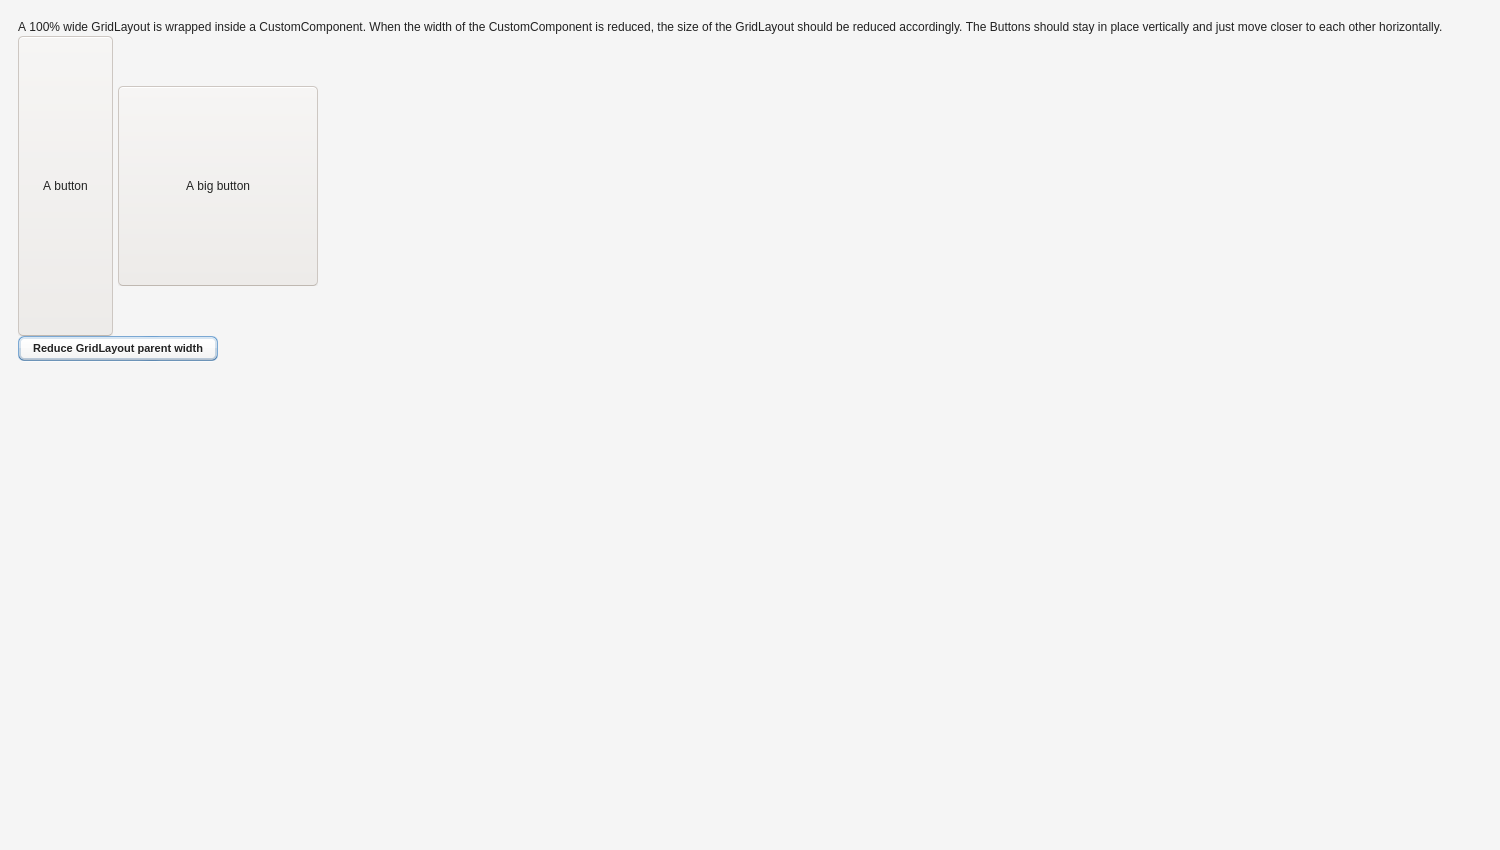 A 100% wide GridLayout is wrapped inside a CustomComponent. When the width of the CustomComponent is reduced, the size of the GridLayout should be reduced accordingly. The Buttons should stay in place vertically and just move closer to each other horizontally.
A button
A big button
Reduce GridLayout parent width